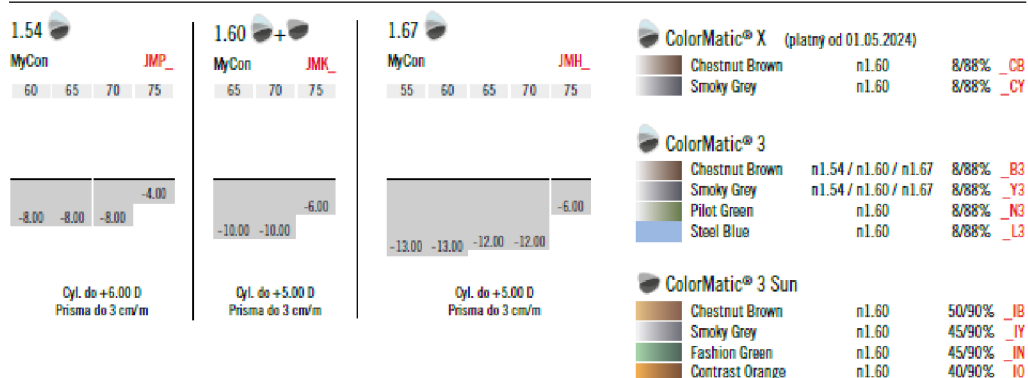 1.54
MyCon JMP_
60 65 70 75
-4.00
-8.00 -8.00 -8.00
Cyl. do +6.00 D
Prisma do 3 cm/m
1.60 +
MyCon JMK_
65 70 75
-6.00
-10.00 -10.00
Cyl. do +5.00 D
Prisma do 3 cm/m
1.67
MyCon JMH_
55 60 65 70 75
-6.00
-13.00 -13.00 -12.00 -12.00
Cyl. do +5.00 D
Prisma do 3 cm/m
ColorMatic® X (platný od 01.05.2024)
Chestnut Brown n1.60 8/88% _CB
Smoky Grey n1.60 8/88% _CY
ColorMatic® 3
Chestnut Brown n1.54 / n1.60 / n1.67 8/88% _B3
Smoky Grey n1.54 / n1.60 / n1.67 8/88% _Y3
Pilot Green n1.60 8/88% _N3
Steel Blue n1.60 8/88% _L3
ColorMatic® 3 Sun
Chestnut Brown n1.60 50/90% _IB
Smoky Grey n1.60 45/90% _IY
Fashion Green n1.60 45/90% _IN
Contrast Orange n1.60 40/90% _IO